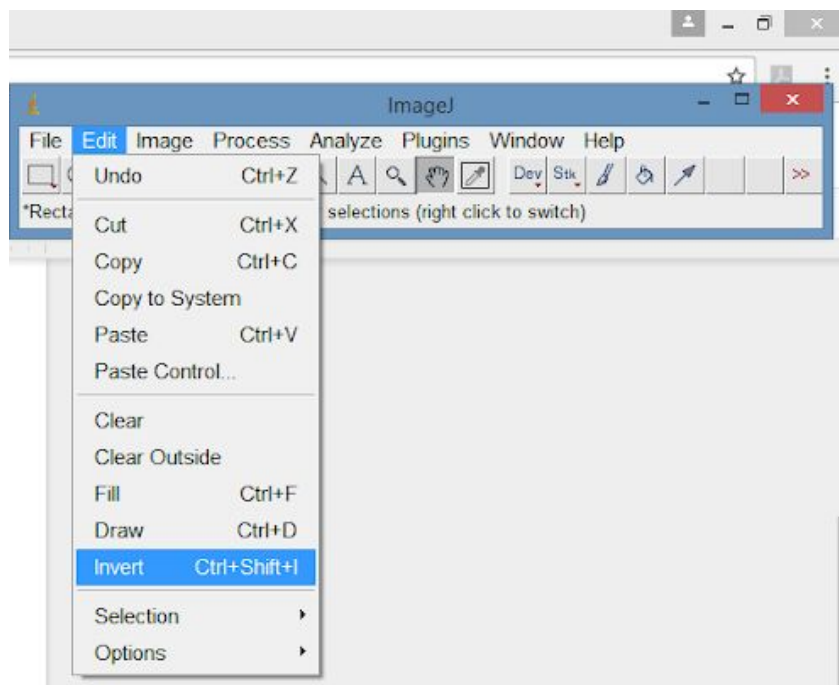 ImageJ
File Edit Image Process Analyze Plugins Window Help
A Dev Stk >>
*Recta selections (right click to switch)
Undo Ctrl+Z
Cut Ctrl+X
Copy Ctrl+C
Copy to System
Paste Ctrl+V
Paste Control...
Clear
Clear Outside
Fill Ctrl+F
Draw Ctrl+D
Invert Ctrl+Shift+I
Selection
Options